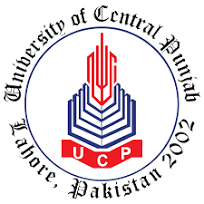 University of Central Punjab
UCP
Lahore, Pakistan 2002